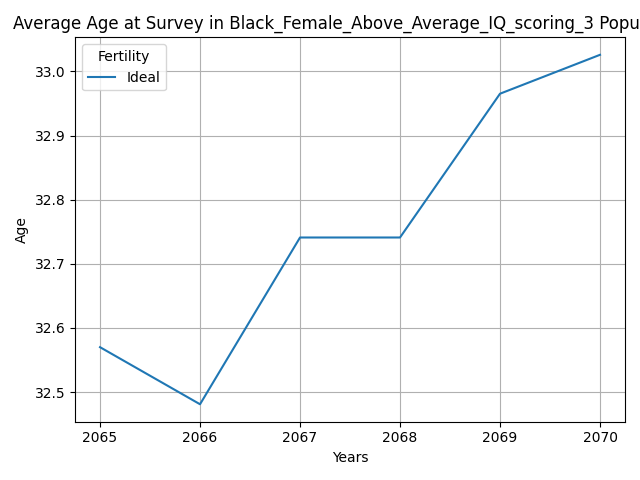 Average Age at Survey in Black_Female_Above_Average_IQ_scoring_3 Popu
Fertility
Ideal
33.0
32.9
32.8
32.7
32.6
32.5
Age
2065 2066 2067 2068 2069 2070
Years